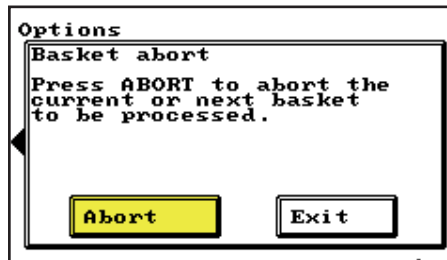 Options
Basket abort
Press ABORT to abort the
current or next basket
to be processed.
Abort
Exit